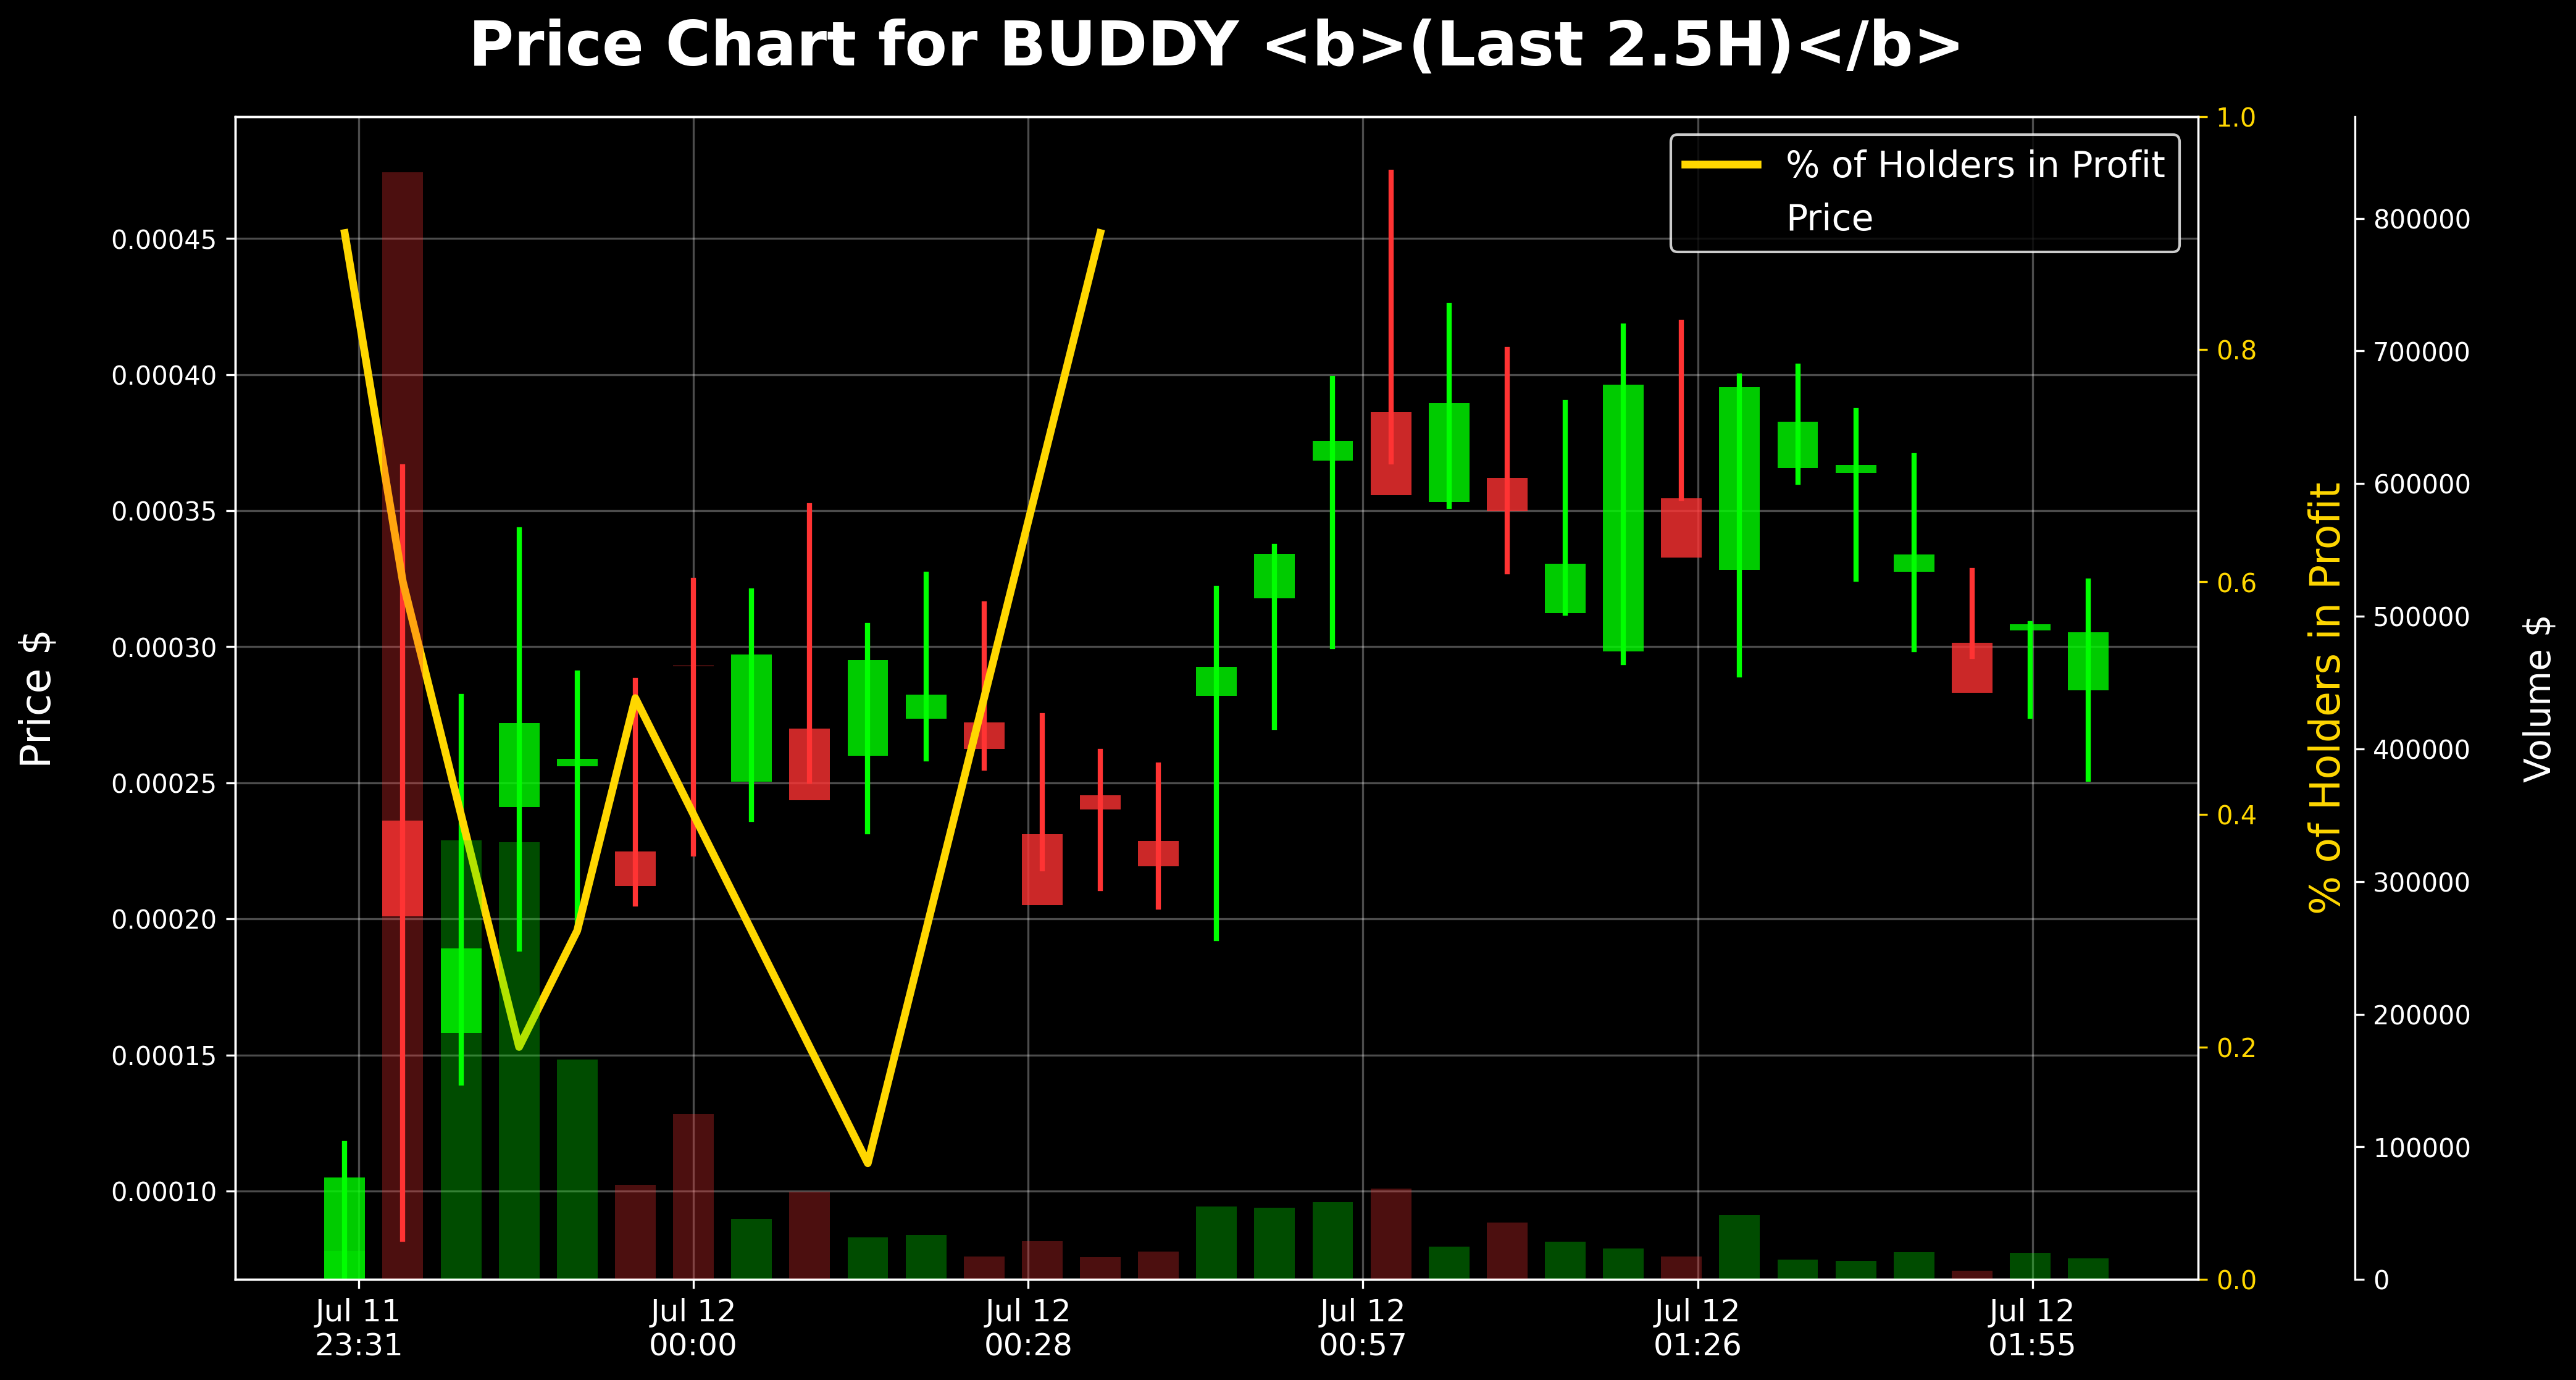 Price Chart for BUDDY <b>(Last 2.5H)</b>
% of Holders in Profit
Price
Price $
0.00045
0.00040
0.00035
0.00030
0.00025
0.00020
0.00015
0.00010
1.0
0.8
0.6
0.4
0.2
0.0
% of Holders in Profit
800000
700000
600000
500000
400000
300000
200000
100000
0
Volume $
Jul 11
23:31
Jul 12
00:00
Jul 12
00:28
Jul 12
00:57
Jul 12
01:26
Jul 12
01:55